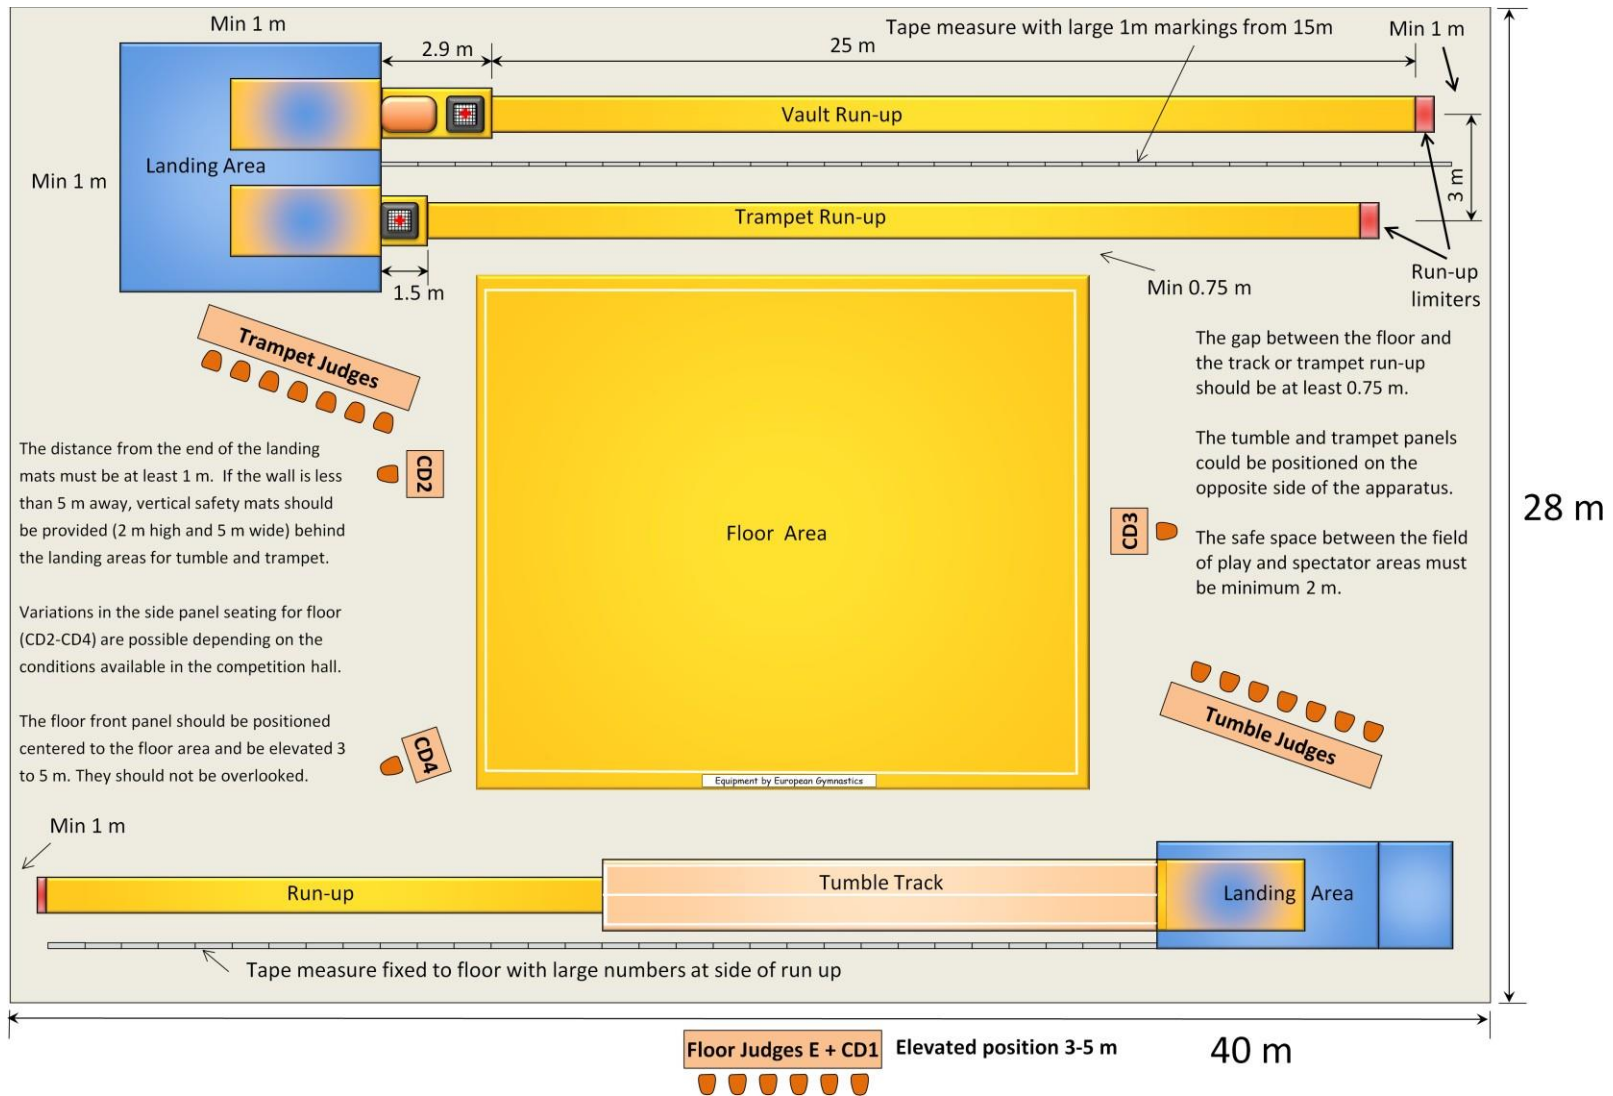 Min 1 m
2.9 m
25 m
Tape measure with large 1m markings from 15m
Min 1 m
Vault Run-up
Landing Area
Min 1 m
3 m
Trampet Run-up
1.5 m
Min 0.75 m
Run-up
limiters
Trampet Judges
The gap between the floor and
the track or trampet run-up
should be at least 0.75 m.
The tumble and trampet panels
could be positioned on the
opposite side of the apparatus.
The safe space between the field
of play and spectator areas must
be minimum 2 m.
28 m
The distance from the end of the landing
mats must be at least 1 m. If the wall is less
than 5 m away, vertical safety mats should
be provided (2 m high and 5 m wide) behind
the landing areas for tumble and trampet.
Variations in the side panel seating for floor
(CD2-CD4) are possible depending on the
conditions available in the competition hall.
The floor front panel should be positioned
centered to the floor area and be elevated 3
to 5 m. They should not be overlooked.
CD2
Floor Area
CD3
Tumble Judges
CD4
Equipment by European Gymnastics
Min 1 m
Run-up
Tumble Track
Landing Area
Tape measure fixed to floor with large numbers at side of run up
Floor Judges E + CD1
Elevated position 3-5 m
40 m